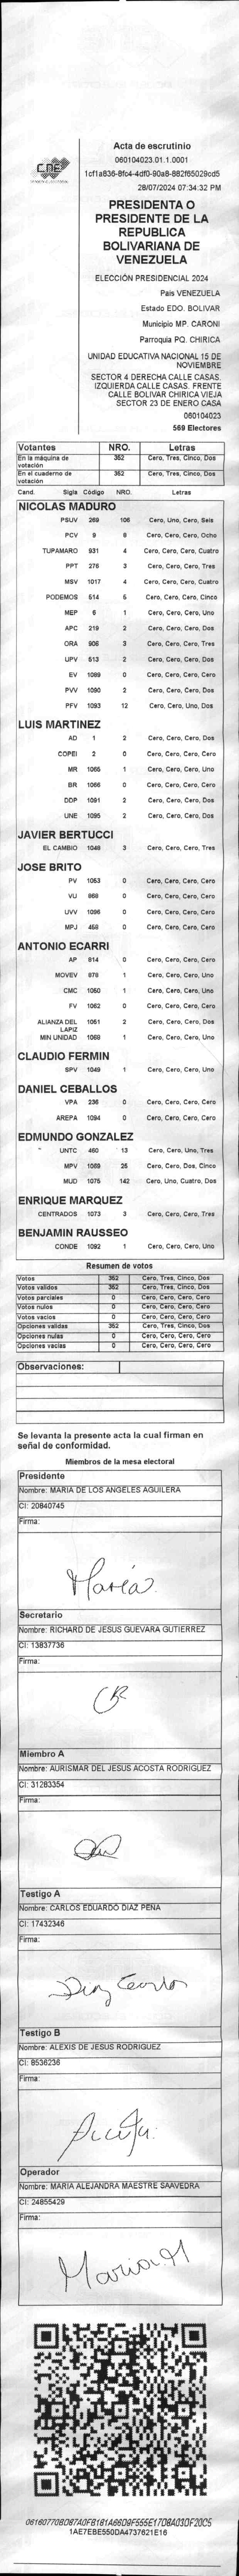 CNE
Acta de escrutinio
060104023.01.1.0001
1cf1a836-8fc4-4df0-90a8-882f65029cd5
28/07/2024 07:34:32 PM
PRESIDENTA O
PRESIDENTE DE LA
REPUBLICA
BOLIVARIANA DE
VENEZUELA
ELECCIÓN PRESIDENCIAL 2024
Pais VENEZUELA
Estado EDO. BOLIVAR
Municipio MP. CARONI
Parroquia PQ. CHIRICA
UNIDAD EDUCATIVA NACIONAL 15 DE
NOVIEMBRE
SECTOR 4 DERECHA CALLE CASAS.
IZQUIERDA CALLE CASAS. FRENTE
CALLE BOLIVAR CHIRICA VIEJA
SECTOR 23 DE ENERO CASA
060104023
569 Electores
Votantes NRO. Letras
En la máquina de votación 352 Cero, Tres, Cinco, Dos
En el cuaderno de votación 352 Cero, Tres, Cinco, Dos
Cand. Sigla Código NRO. Letras
NICOLAS MADURO
PSUV 269 106 Cero, Uno, Cero, Seis
PCV 9 8 Cero, Cero, Cero, Ocho
TUPAMARO 931 4 Cero, Cero, Cero, Cuatro
PPT 276 3 Cero, Cero, Cero, Tres
MSV 1017 4 Cero, Cero, Cero, Cuatro
PODEMOS 514 5 Cero, Cero, Cero, Cinco
MEP 6 1 Cero, Cero, Cero, Uno
APC 219 2 Cero, Cero, Cero, Dos
ORA 906 3 Cero, Cero, Cero, Tres
UPV 513 2 Cero, Cero, Cero, Dos
EV 1089 0 Cero, Cero, Cero, Cero
PVV 1090 2 Cero, Cero, Cero, Dos
PFV 1093 12 Cero, Cero, Uno, Dos
LUIS MARTINEZ
AD 1 2 Cero, Cero, Cero, Dos
COPEI 2 0 Cero, Cero, Cero, Cero
MR 1065 1 Cero, Cero, Cero, Uno
BR 1066 0 Cero, Cero, Cero, Cero
DDP 1091 2 Cero, Cero, Cero, Dos
UNE 1095 2 Cero, Cero, Cero, Dos
JAVIER BERTUCCI
EL CAMBIO 1048 3 Cero, Cero, Cero, Tres
JOSE BRITO
PV 1053 0 Cero, Cero, Cero, Cero
VU 868 0 Cero, Cero, Cero, Cero
UVV 1096 0 Cero, Cero, Cero, Cero
MPJ 458 0 Cero, Cero, Cero, Cero
ANTONIO ECARRI
AP 814 0 Cero, Cero, Cero, Cero
MOVEV 878 1 Cero, Cero, Cero, Uno
CMC 1050 1 Cero, Cero, Cero, Uno
FV 1052 0 Cero, Cero, Cero, Cero
ALIANZA DEL LAPIZ 1051 2 Cero, Cero, Cero, Dos
MIN UNIDAD 1068 1 Cero, Cero, Cero, Uno
CLAUDIO FERMIN
SPV 1049 1 Cero, Cero, Cero, Uno
DANIEL CEBALLOS
VPA 236 0 Cero, Cero, Cero, Cero
AREPA 1094 0 Cero, Cero, Cero, Cero
EDMUNDO GONZALEZ
UNTC 460 13 Cero, Cero, Uno, Tres
MPV 1069 25 Cero, Cero, Dos, Cinco
MUD 1075 142 Cero, Uno, Cuatro, Dos
ENRIQUE MARQUEZ
CENTRADOS 1073 3 Cero, Cero, Cero, Tres
BENJAMIN RAUSSEO
CONDE 1092 1 Cero, Cero, Cero, Uno
Resumen de votos
Votos 352 Cero, Tres, Cinco, Dos
Votos validos 352 Cero, Tres, Cinco, Dos
Votos parciales 0 Cero, Cero, Cero, Cero
Votos nulos 0 Cero, Cero, Cero, Cero
Votos vacios 0 Cero, Cero, Cero, Cero
Opciones validas 352 Cero, Tres, Cinco, Dos
Opciones nulas 0 Cero, Cero, Cero, Cero
Opciones vacias 0 Cero, Cero, Cero, Cero
Observaciones:
Se levanta la presente acta la cual firman en
señal de conformidad.
Miembros de la mesa electoral
Presidente
Nombre: MARIA DE LOS ANGELES AGUILERA
CI: 20840745
Firma:
María
Secretario
Nombre: RICHARD DE JESUS GUEVARA GUTIERREZ
CI: 13837736
Firma:
Miembro A
Nombre: AURISMAR DEL JESUS ACOSTA RODRIGUEZ
CI: 31283354
Firma:
Testigo A
Nombre: CARLOS EDUARDO DIAZ PEÑA
CI: 17432346
Firma:
Testigo B
Nombre: ALEXIS DE JESUS RODRIGUEZ
CI: 8536236
Firma:
Operador
Nombre: MARIA ALEJANDRA MAESTRE SAAVEDRA
CI: 24855429
Firma:
Maria M
1AE7EBE550DA4737621E16